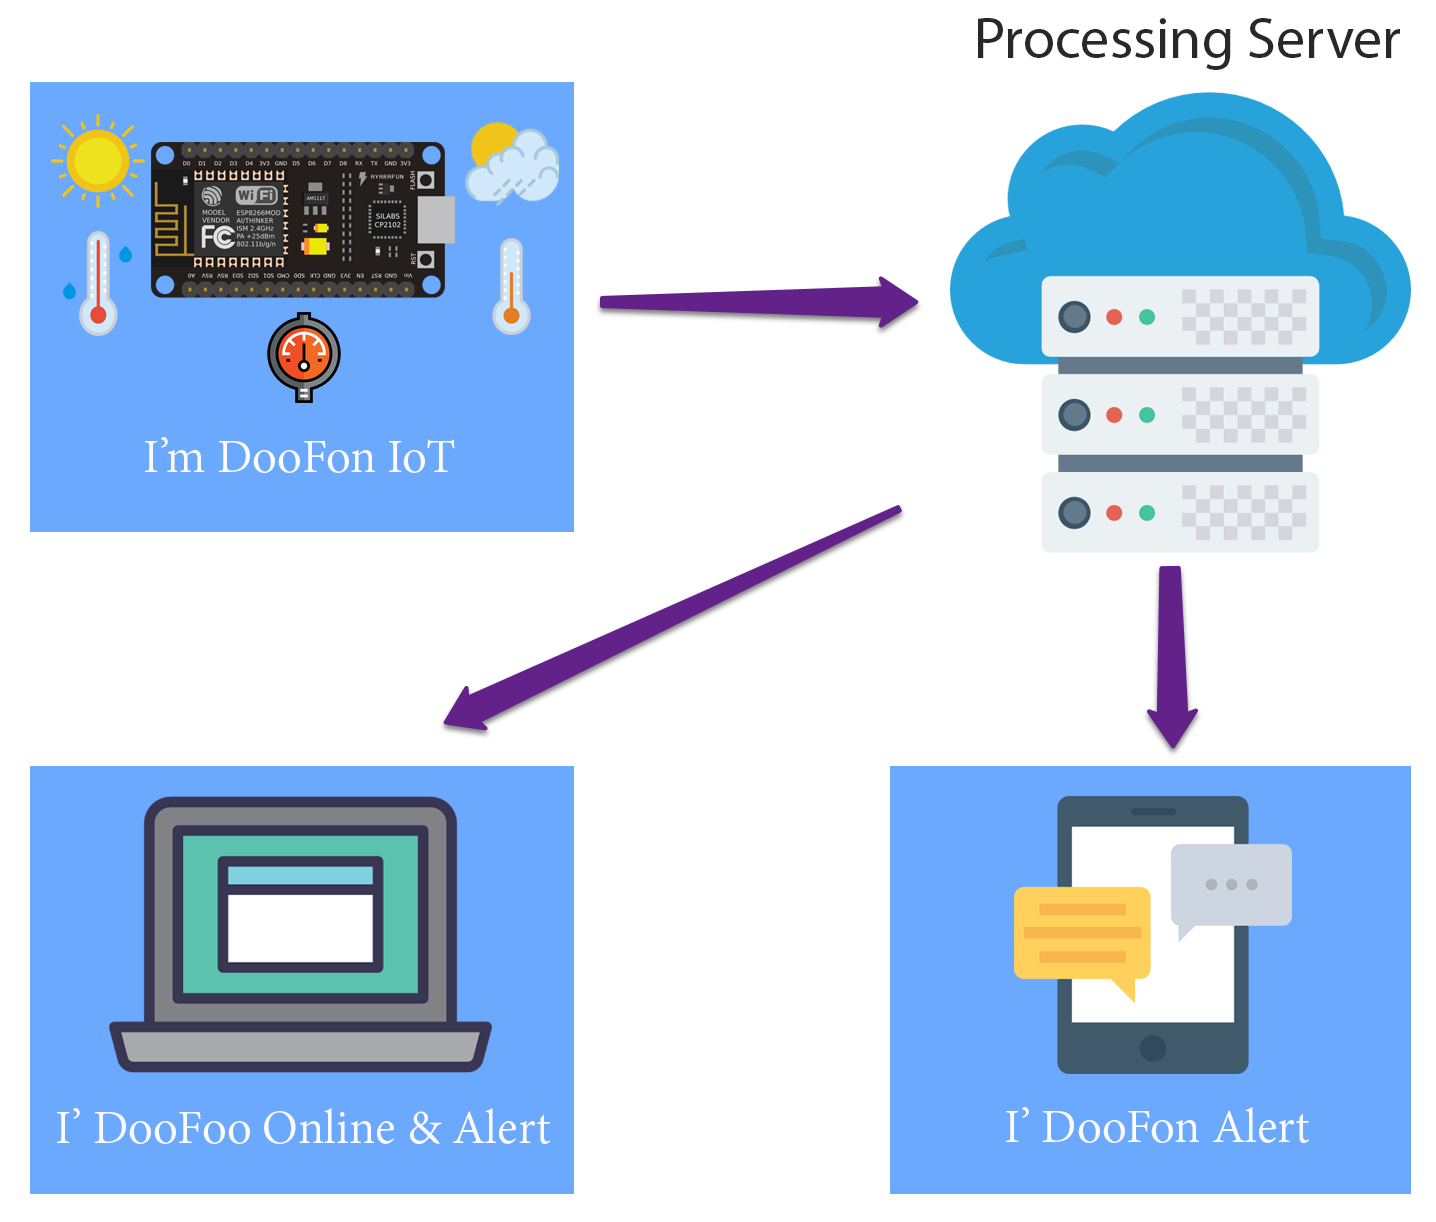 Processing Server
D0 D1 D2 D3 D4 3V3 GND D5 D6 D7 D8 RX TX GND 3V3
AYARAFUN
FLASH
WiFi
MODEL
VENDOR
ESP8266MOD
AI/THINKER
ISM 2.4GHz
PA +25dBm
802.11b/g/n
FC
AM1117
SILABS
CP2102
RST
A0 RSV RSV SD3 SD2 SD1 CMD SD0 CLK GND 3V3 EN RST GND Vin
I'm DooFon IoT
I' DooFoo Online & Alert
I' DooFon Alert